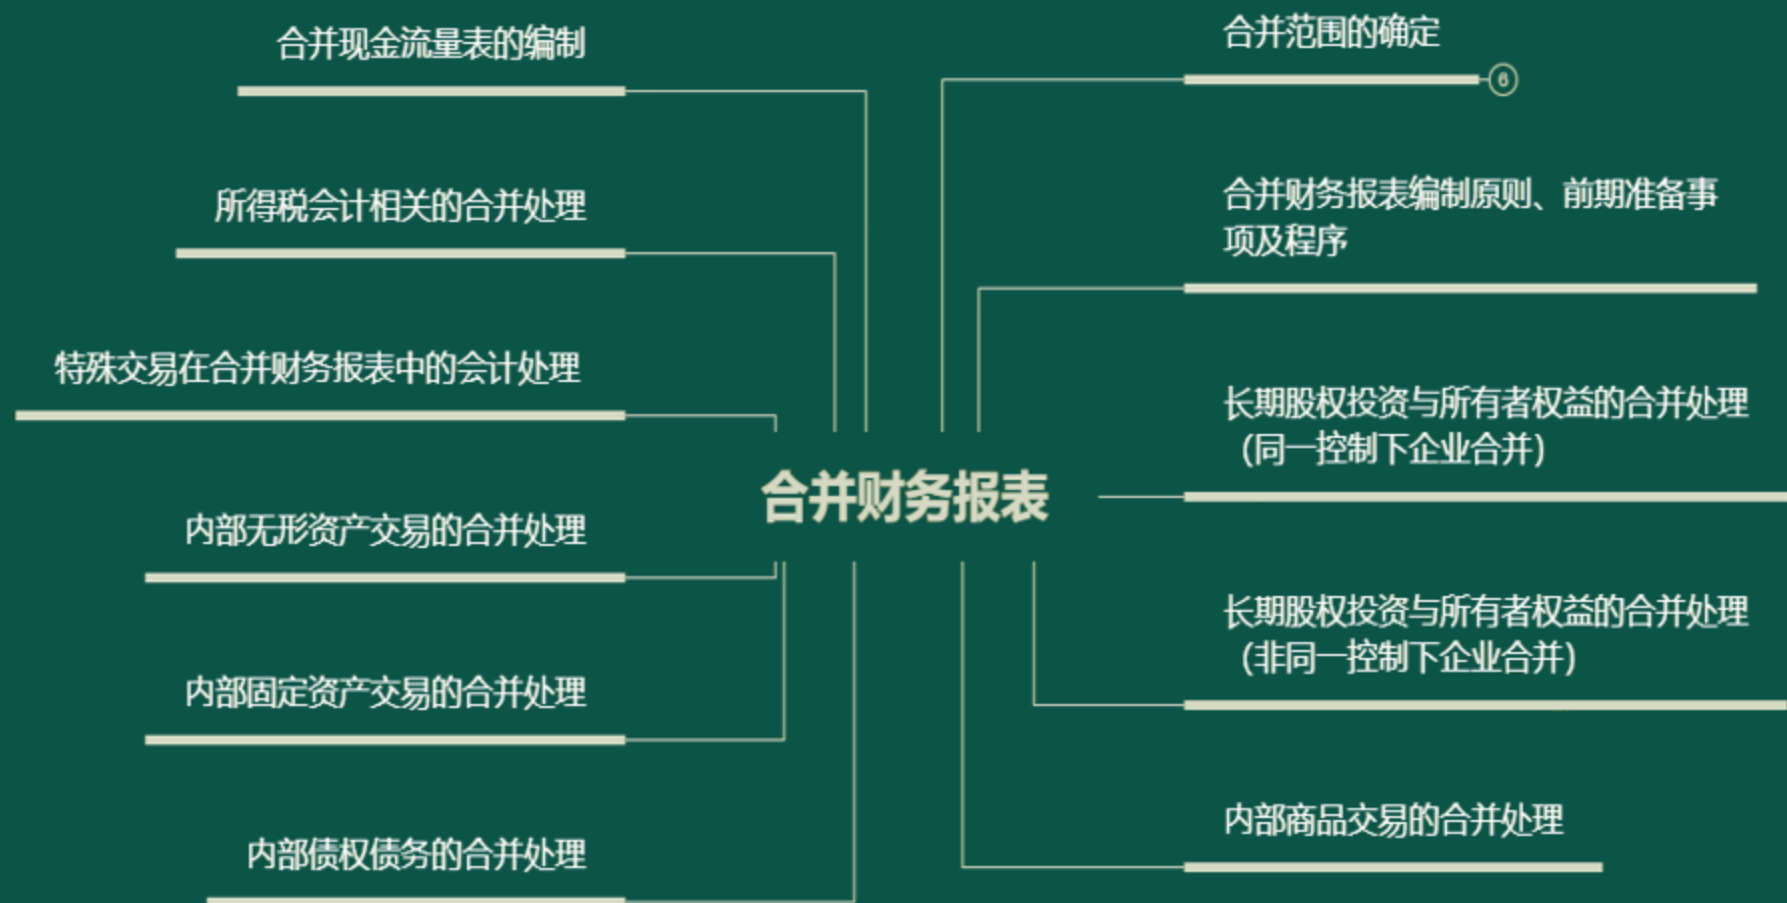 合并现金流量表的编制
所得税会计相关的合并处理
特殊交易在合并财务报表中的会计处理
内部无形资产交易的合并处理
内部固定资产交易的合并处理
内部债权债务的合并处理
合并财务报表
合并范围的确定
6
合并财务报表编制原则、前期准备事
项及程序
长期股权投资与所有者权益的合并处理
(同一控制下企业合并)
长期股权投资与所有者权益的合并处理
(非同一控制下企业合并)
内部商品交易的合并处理